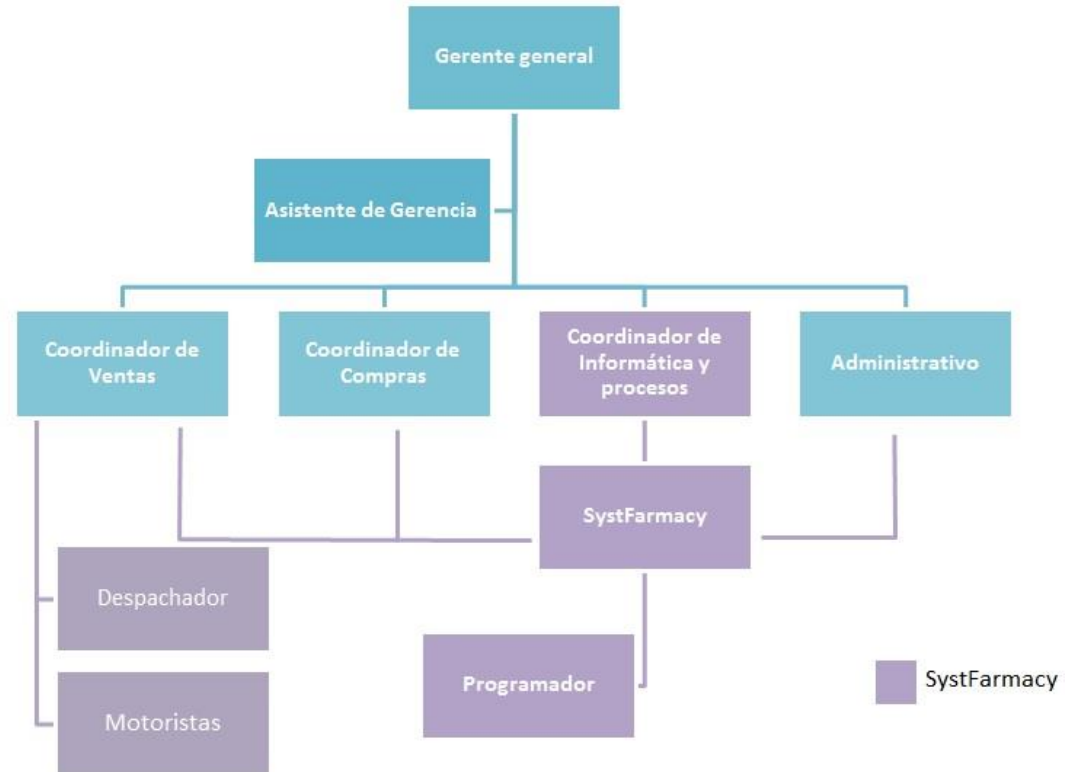 Gerente general
Asistente de Gerencia
Coordinador de
Ventas
Coordinador de
Compras
Coordinador de
Informática y
procesos
Administrativo
SystFarmacy
Despachador
Programador
SystFarmacy
Motoristas